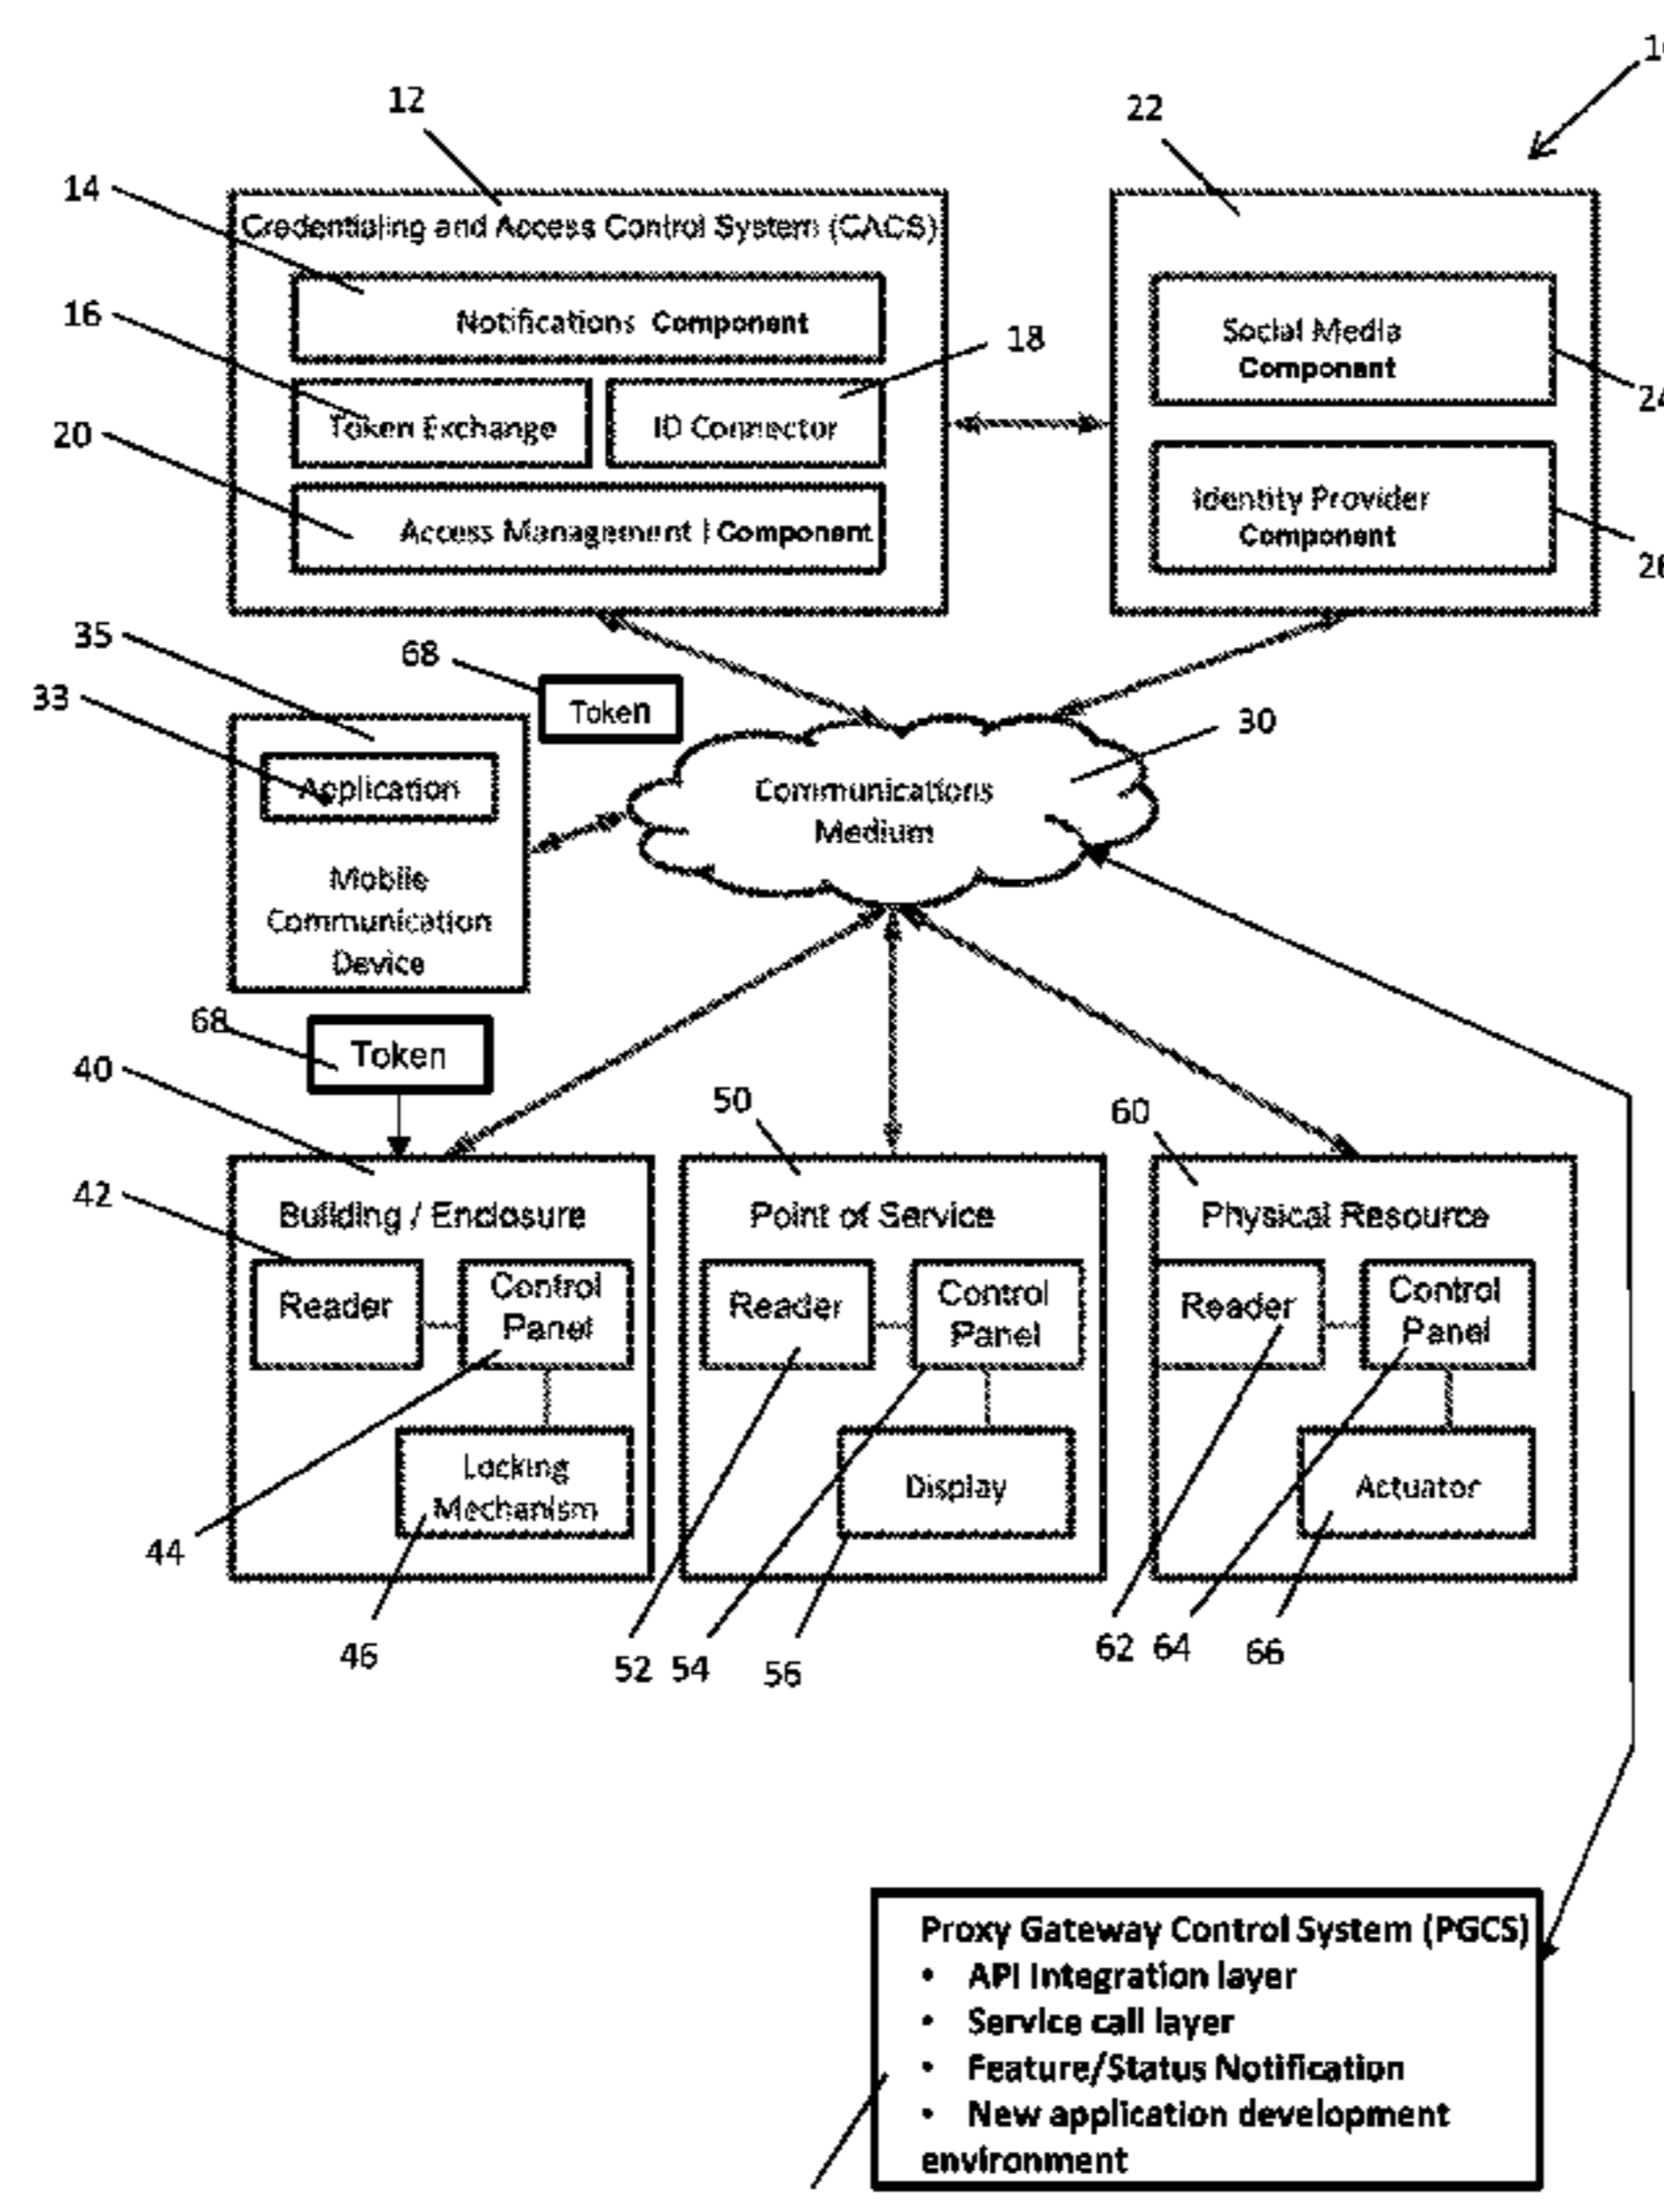 12
22
14
Credentialing and Access Control System (CACS)
Notifications Component
16
18
Social Media
Component
24
Token Exchange
ID Connector
20
Identity Provider
Component
Access Management | Component
35
68
33
Token
30
Application
Communications
Medium
Mobile
Communication
Device
68
Token
40
50
60
42
Building / Enclosure
Point of Service
Physical Resource
Reader
Control
Panel
Reader
Control
Panel
Reader
Control
Panel
Locking
Mechanism
Display
Actuator
44
46
52
54
56
62
64
66
Proxy Gateway Control System (PGCS)
• API Integration layer
• Service call layer
• Feature/Status Notification
• New application development
environment